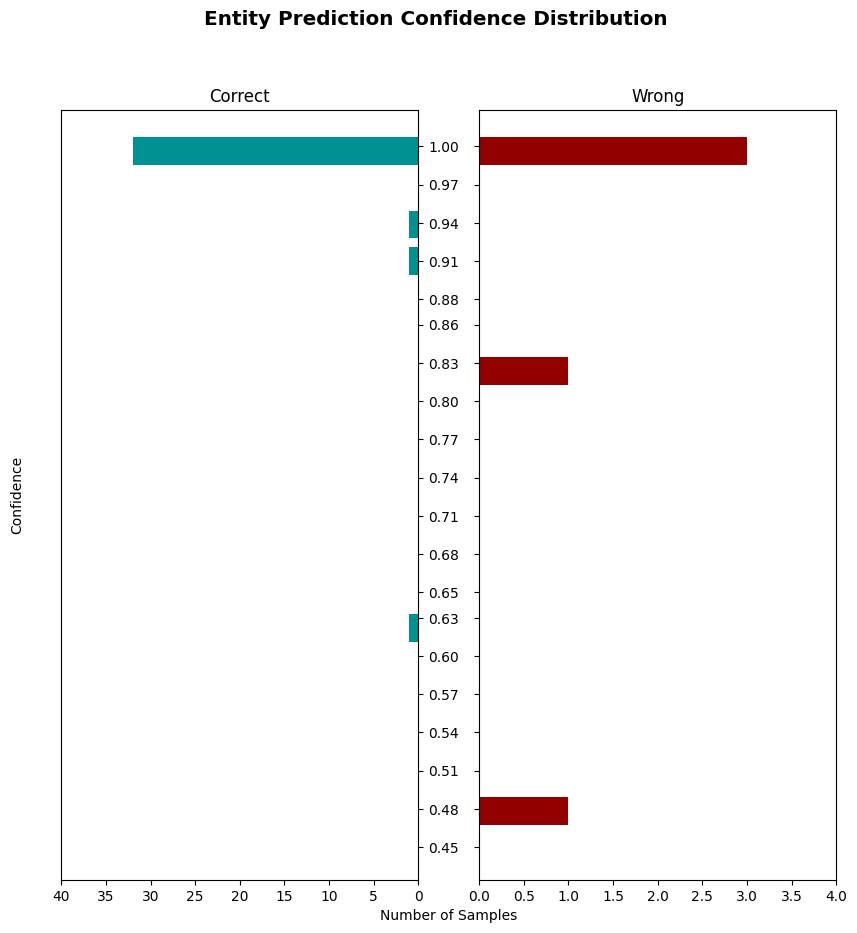 Entity Prediction Confidence Distribution
Correct
Wrong
1.00
0.97
0.94
0.91
0.88
0.86
0.83
0.80
0.77
0.74
0.71
0.68
0.65
0.63
0.60
0.57
0.54
0.51
0.48
0.45
Confidence
40 35 30 25 20 15 10 5 0
0.0 0.5 1.0 1.5 2.0 2.5 3.0 3.5 4.0
Number of Samples